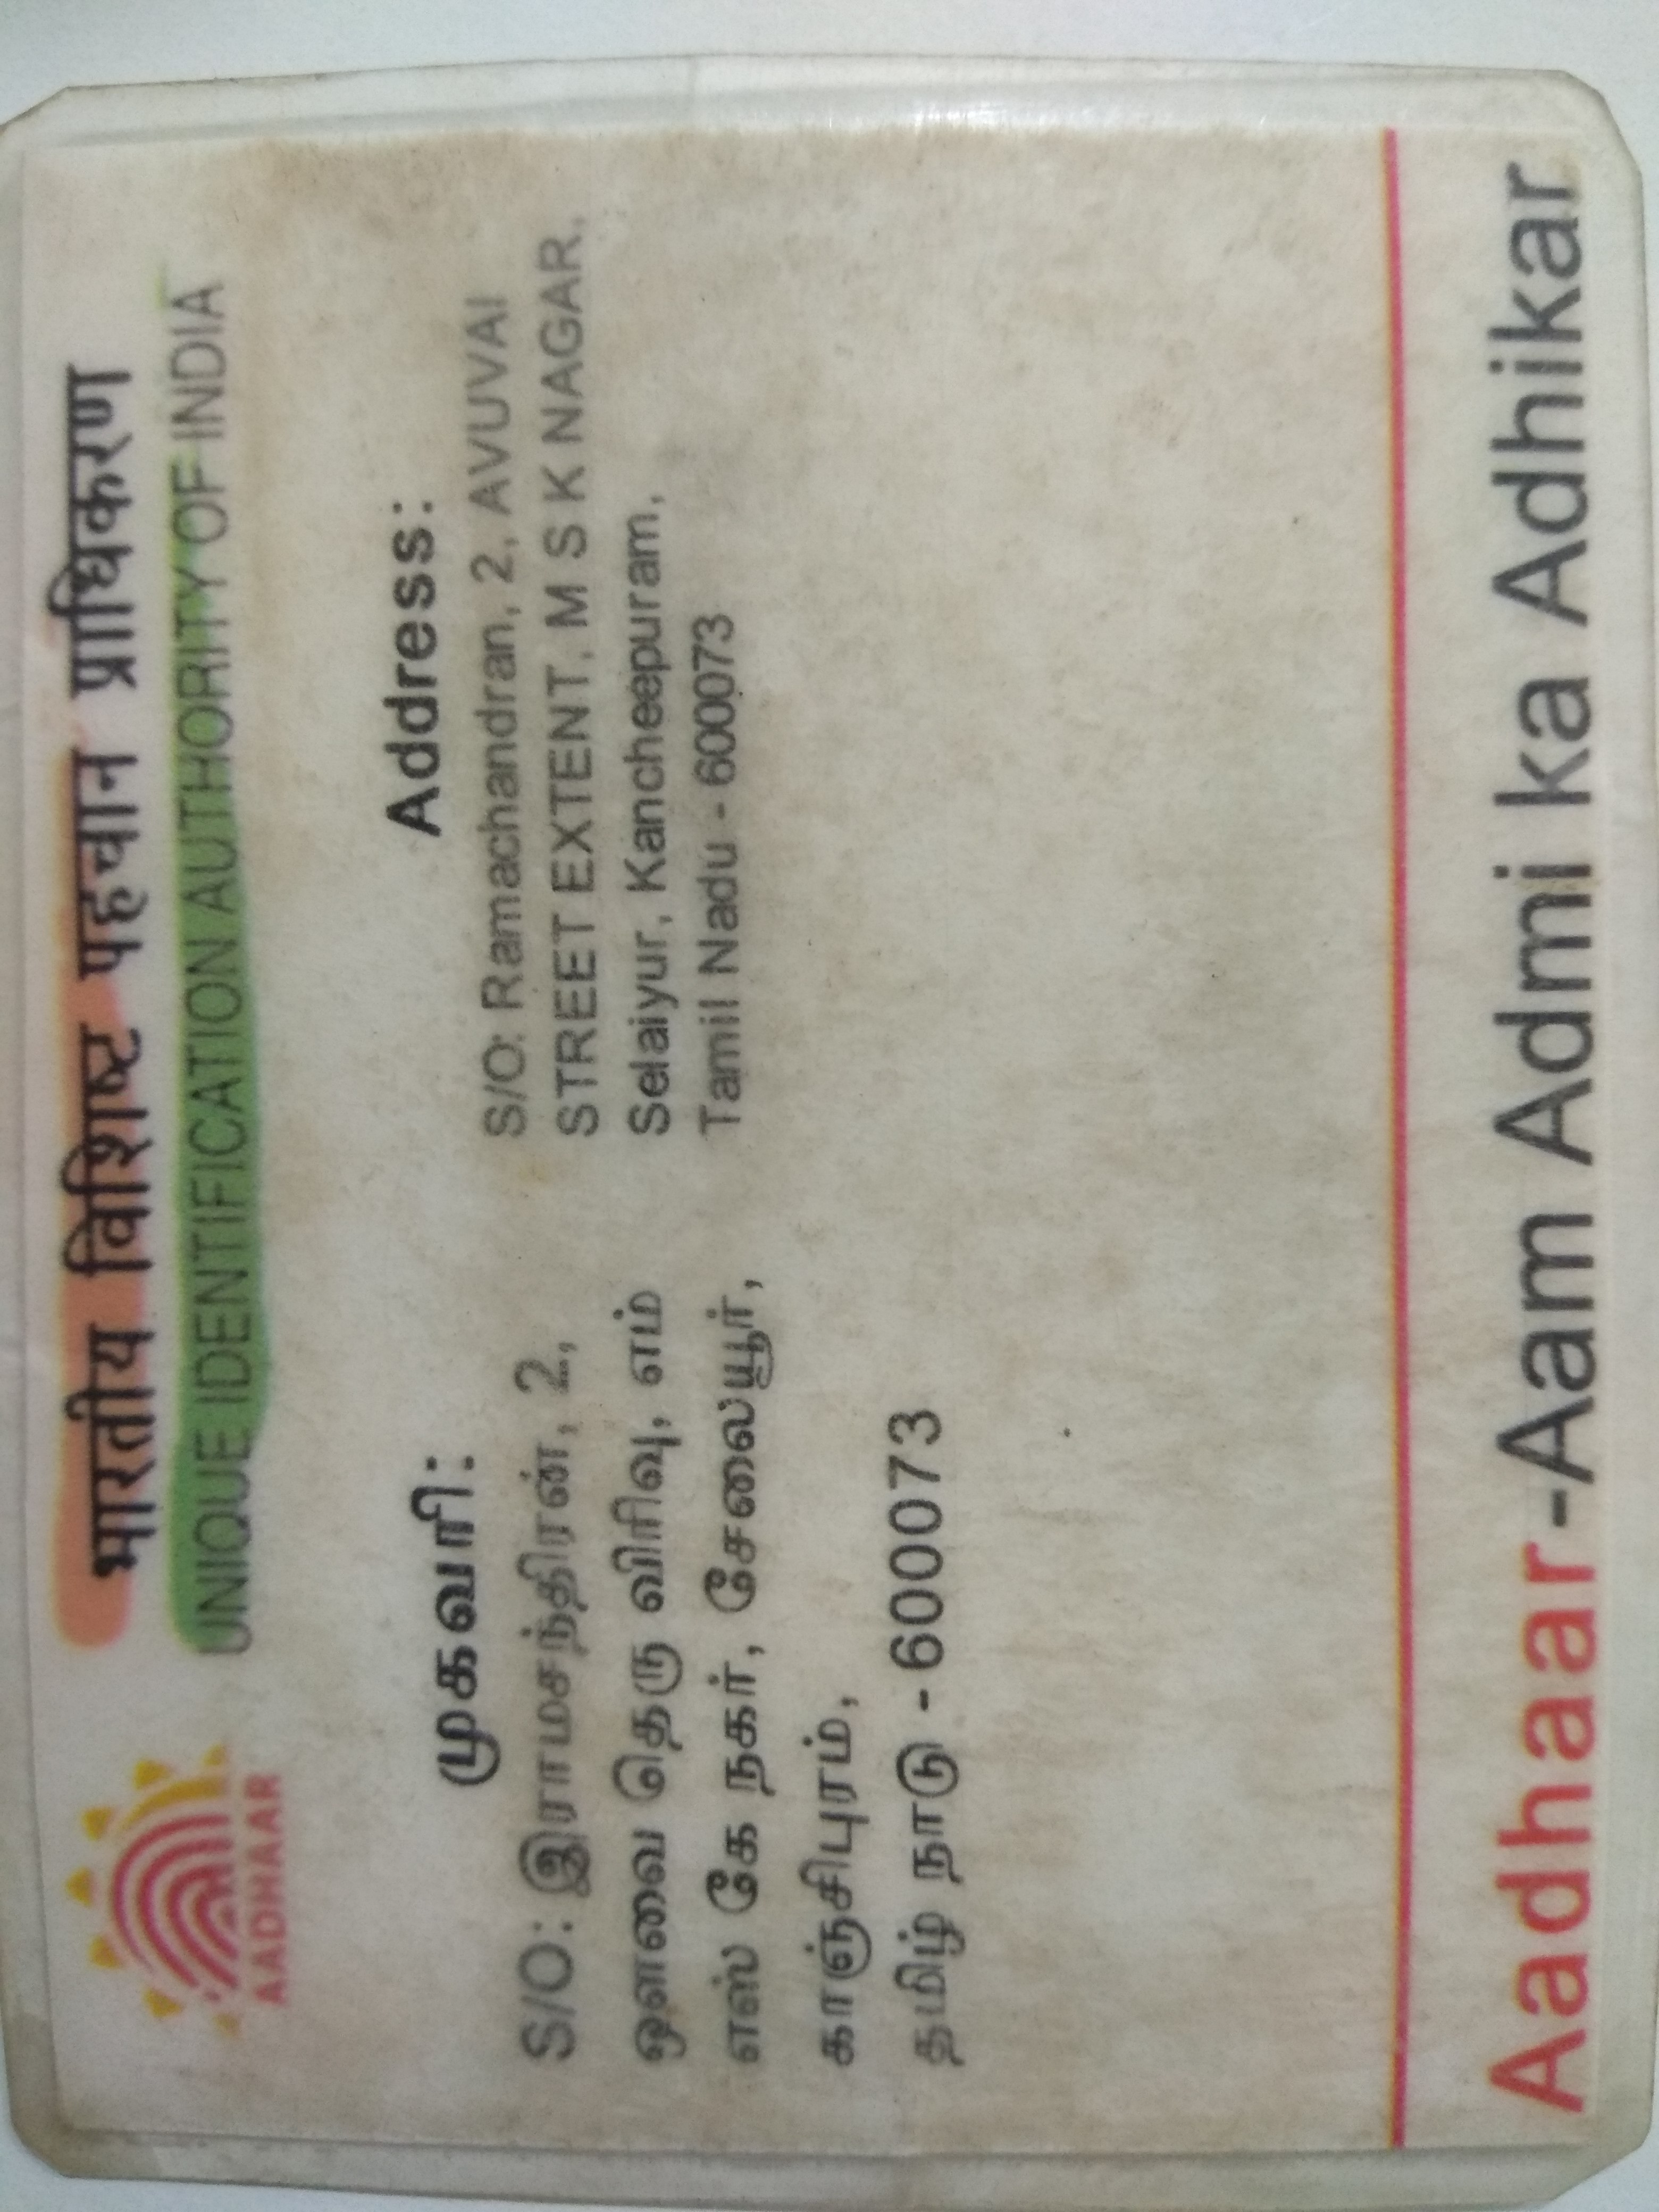 भारतीय विशिष्ट पहचान प्राधिकरण
UNIQUE IDENTIFICATION AUTHORITY OF INDIA
AADHAAR
முகவரி:
S/O: இராமசந்திரன், 2,
ஔவை தெரு விரிவு, எம்
எஸ் கே நகர், சேலையூர்,
காஞ்சிபுரம்,
தமிழ் நாடு - 600073
Address:
S/O: Ramachandran, 2, AVUVAI
STREET EXTENT, M S K NAGAR,
Selaiyur, Kancheepuram,
Tamil Nadu - 600073
Aadhaar-Aam Admi ka Adhikar